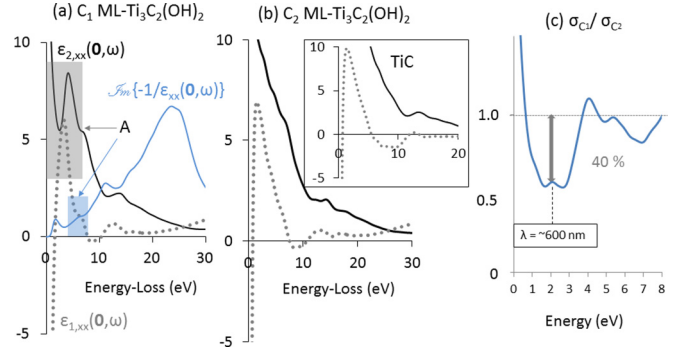 (a) C₁ ML-Ti₃C₂(OH)₂
10
ε₂,ₓₓ(0,ω)
ℐm{-1/εₓₓ(0,ω)}
A
5
0
0
10
20
30
Energy-Loss (eV)
ε₁,ₓₓ(0,ω)
-5
(b) C₂ ML-Ti₃C₂(OH)₂
10
5
0
0
10
20
30
Energy-Loss (eV)
-5
TiC
10
5
0
-5
0
10
20
(c) σC₁/ σC₂
1.0
40 %
0.5
λ = ~600 nm
0
0 1 2 3 4 5 6 7 8
Energy (eV)